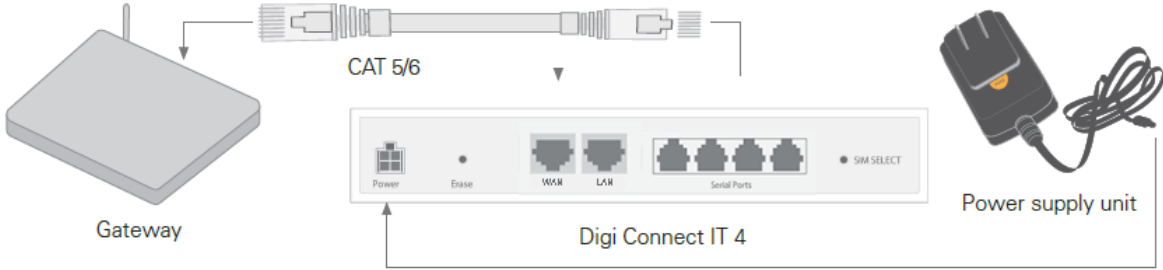 CAT 5/6
Power
Erase
WAN
LAN
Serial Ports
SIM SELECT
Gateway
Digi Connect IT 4
Power supply unit